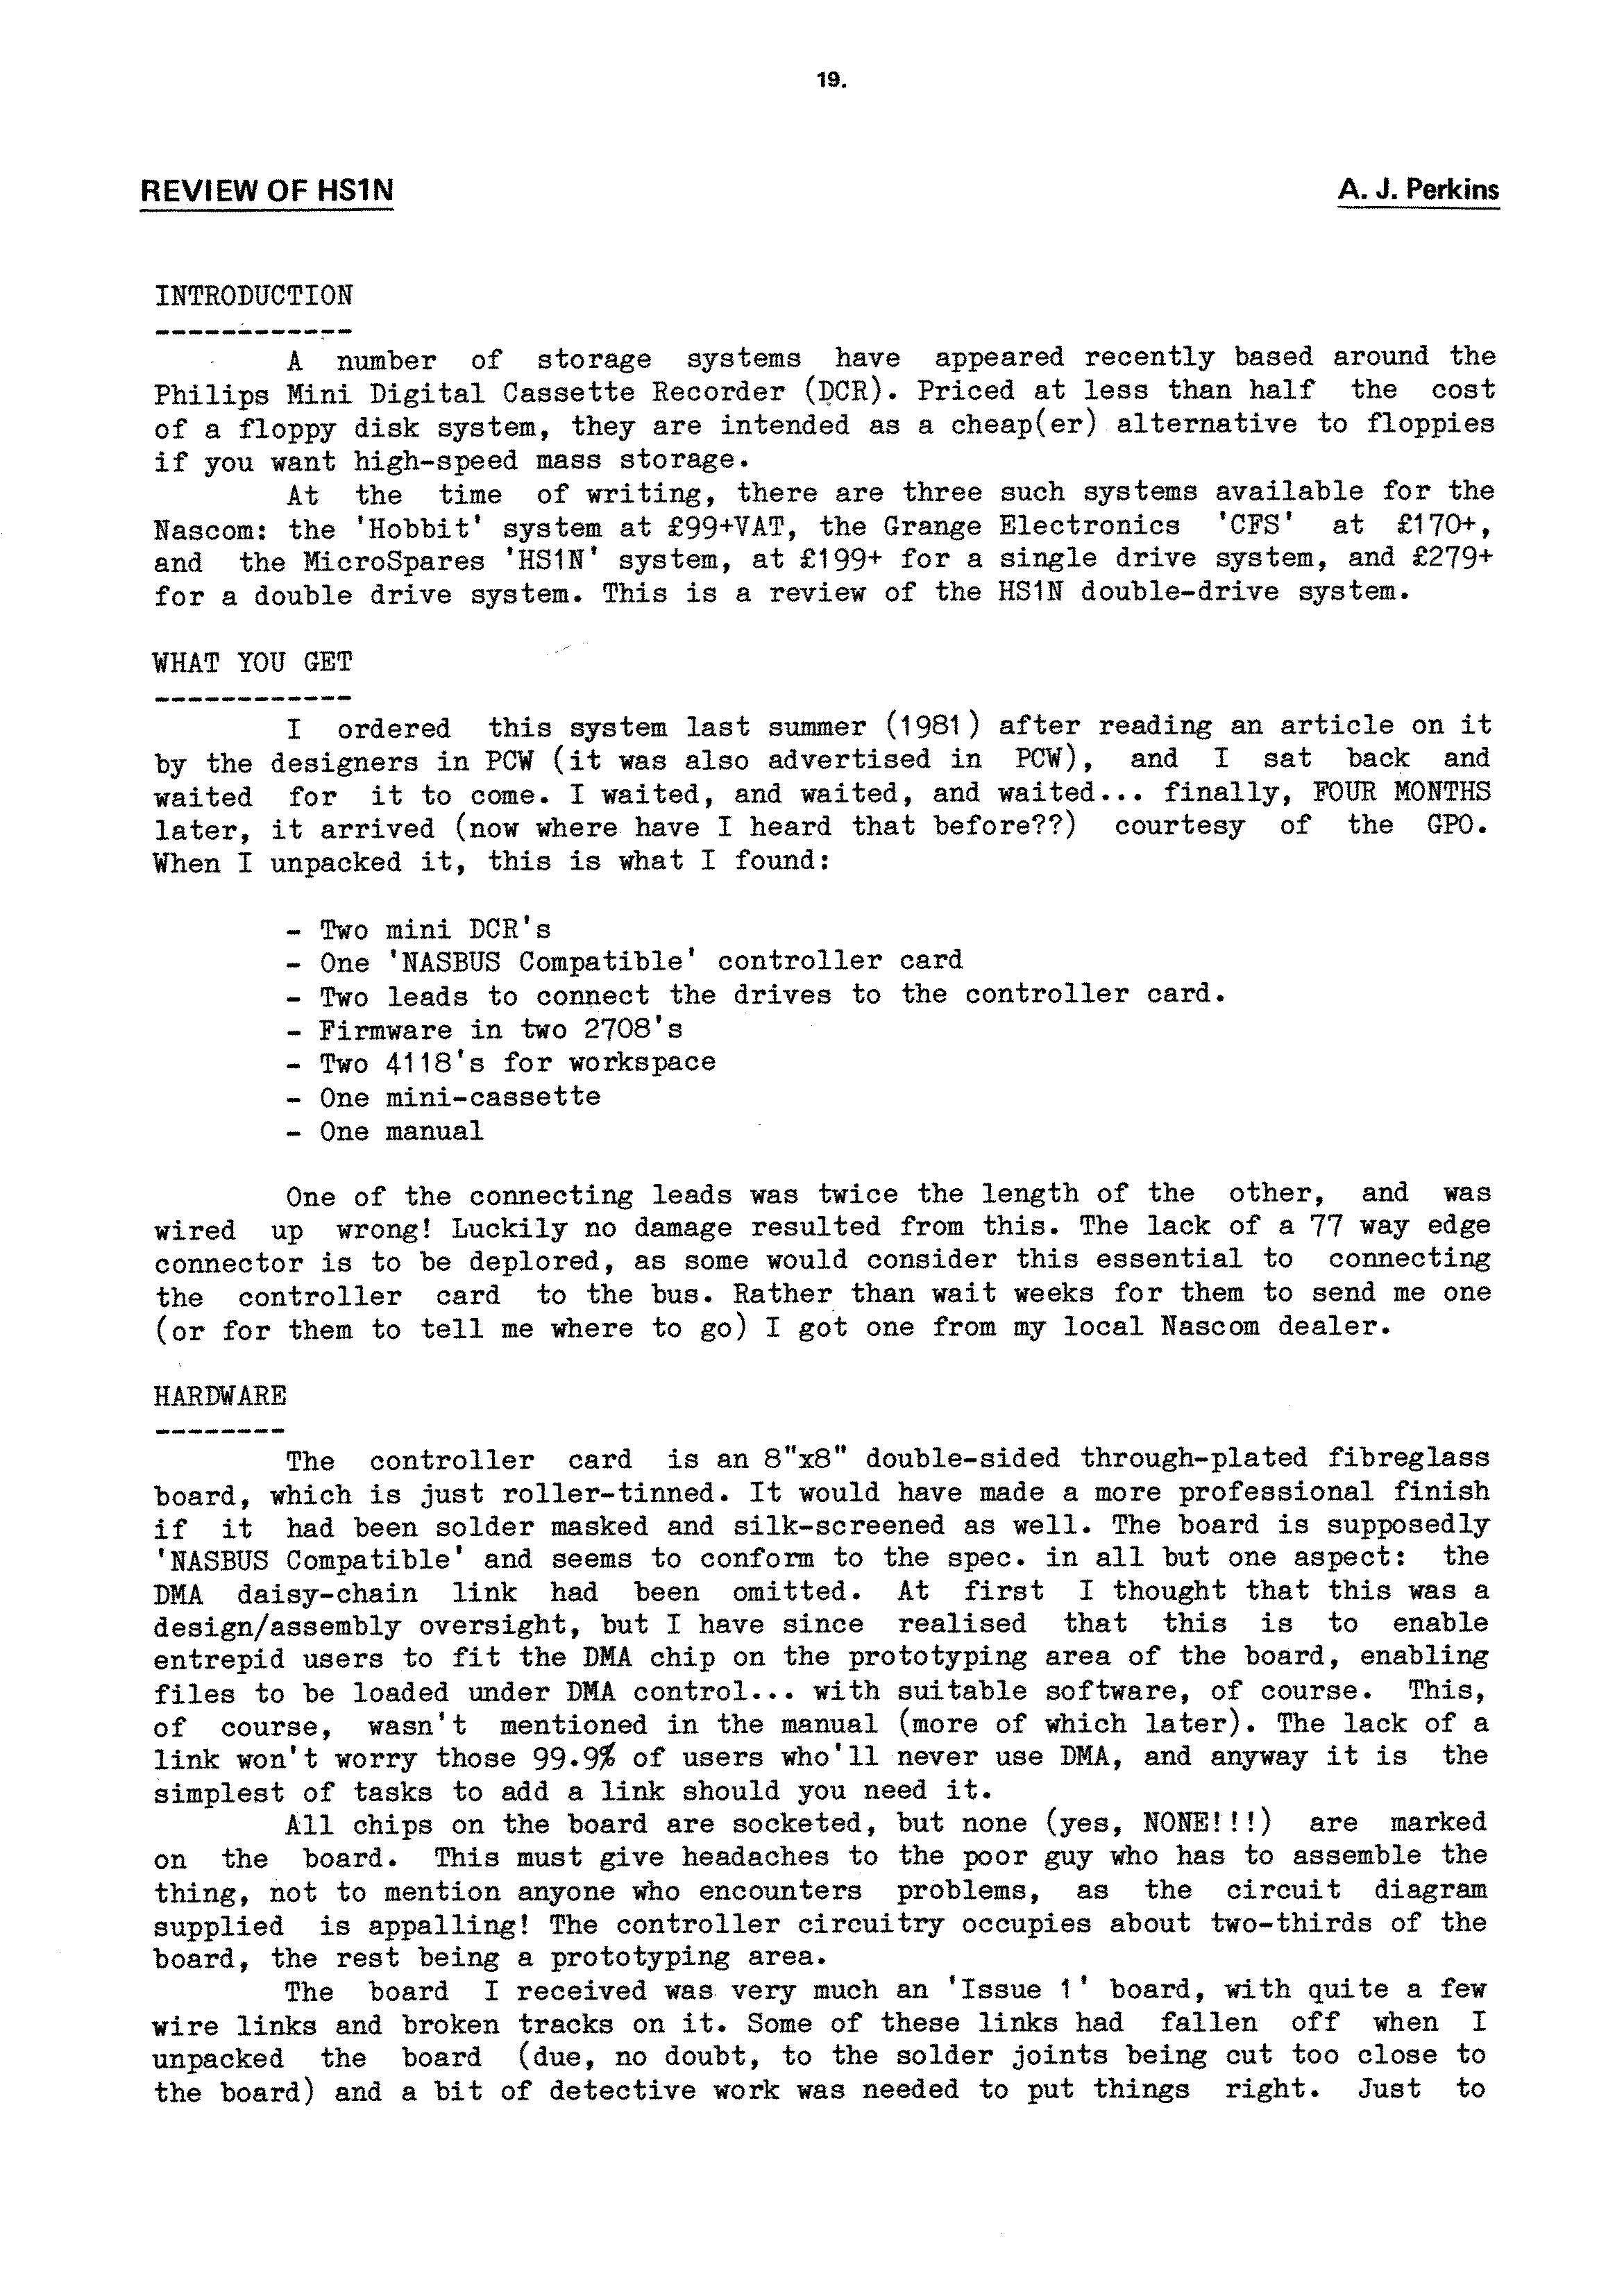 19.
REVIEW OF HS1N
A. J. Perkins
INTRODUCTION
------------
A number of storage systems have appeared recently based around the
Philips Mini Digital Cassette Recorder (DCR). Priced at less than half the cost
of a floppy disk system, they are intended as a cheap(er) alternative to floppies
if you want high-speed mass storage.
At the time of writing, there are three such systems available for the
Nascom: the 'Hobbit' system at £99+VAT, the Grange Electronics 'CFS' at £170+,
and the MicroSpares 'HS1N' system, at £199+ for a single drive system, and £279+
for a double drive system. This is a review of the HS1N double-drive system.
WHAT YOU GET
------------
I ordered this system last summer (1981) after reading an article on it
by the designers in PCW (it was also advertised in PCW), and I sat back and
waited for it to come. I waited, and waited, and waited... finally, FOUR MONTHS
later, it arrived (now where have I heard that before??) courtesy of the GPO.
When I unpacked it, this is what I found:
- Two mini DCR's
- One 'NASBUS Compatible' controller card
- Two leads to connect the drives to the controller card.
- Firmware in two 2708's
- Two 4118's for workspace
- One mini-cassette
- One manual
One of the connecting leads was twice the length of the other, and was
wired up wrong! Luckily no damage resulted from this. The lack of a 77 way edge
connector is to be deplored, as some would consider this essential to connecting
the controller card to the bus. Rather than wait weeks for them to send me one
(or for them to tell me where to go) I got one from my local Nascom dealer.
HARDWARE
--------
The controller card is an 8"x8" double-sided through-plated fibreglass
board, which is just roller-tinned. It would have made a more professional finish
if it had been solder masked and silk-screened as well. The board is supposedly
'NASBUS Compatible' and seems to conform to the spec. in all but one aspect: the
DMA daisy-chain link had been omitted. At first I thought that this was a
design/assembly oversight, but I have since realised that this is to enable
entrepid users to fit the DMA chip on the prototyping area of the board, enabling
files to be loaded under DMA control... with suitable software, of course. This,
of course, wasn't mentioned in the manual (more of which later). The lack of a
link won't worry those 99.9% of users who'll never use DMA, and anyway it is the
simplest of tasks to add a link should you need it.
All chips on the board are socketed, but none (yes, NONE!!!) are marked
on the board. This must give headaches to the poor guy who has to assemble the
thing, not to mention anyone who encounters problems, as the circuit diagram
supplied is appalling! The controller circuitry occupies about two-thirds of the
board, the rest being a prototyping area.
The board I received was very much an 'Issue 1' board, with quite a few
wire links and broken tracks on it. Some of these links had fallen off when I
unpacked the board (due, no doubt, to the solder joints being cut too close to
the board) and a bit of detective work was needed to put things right. Just to